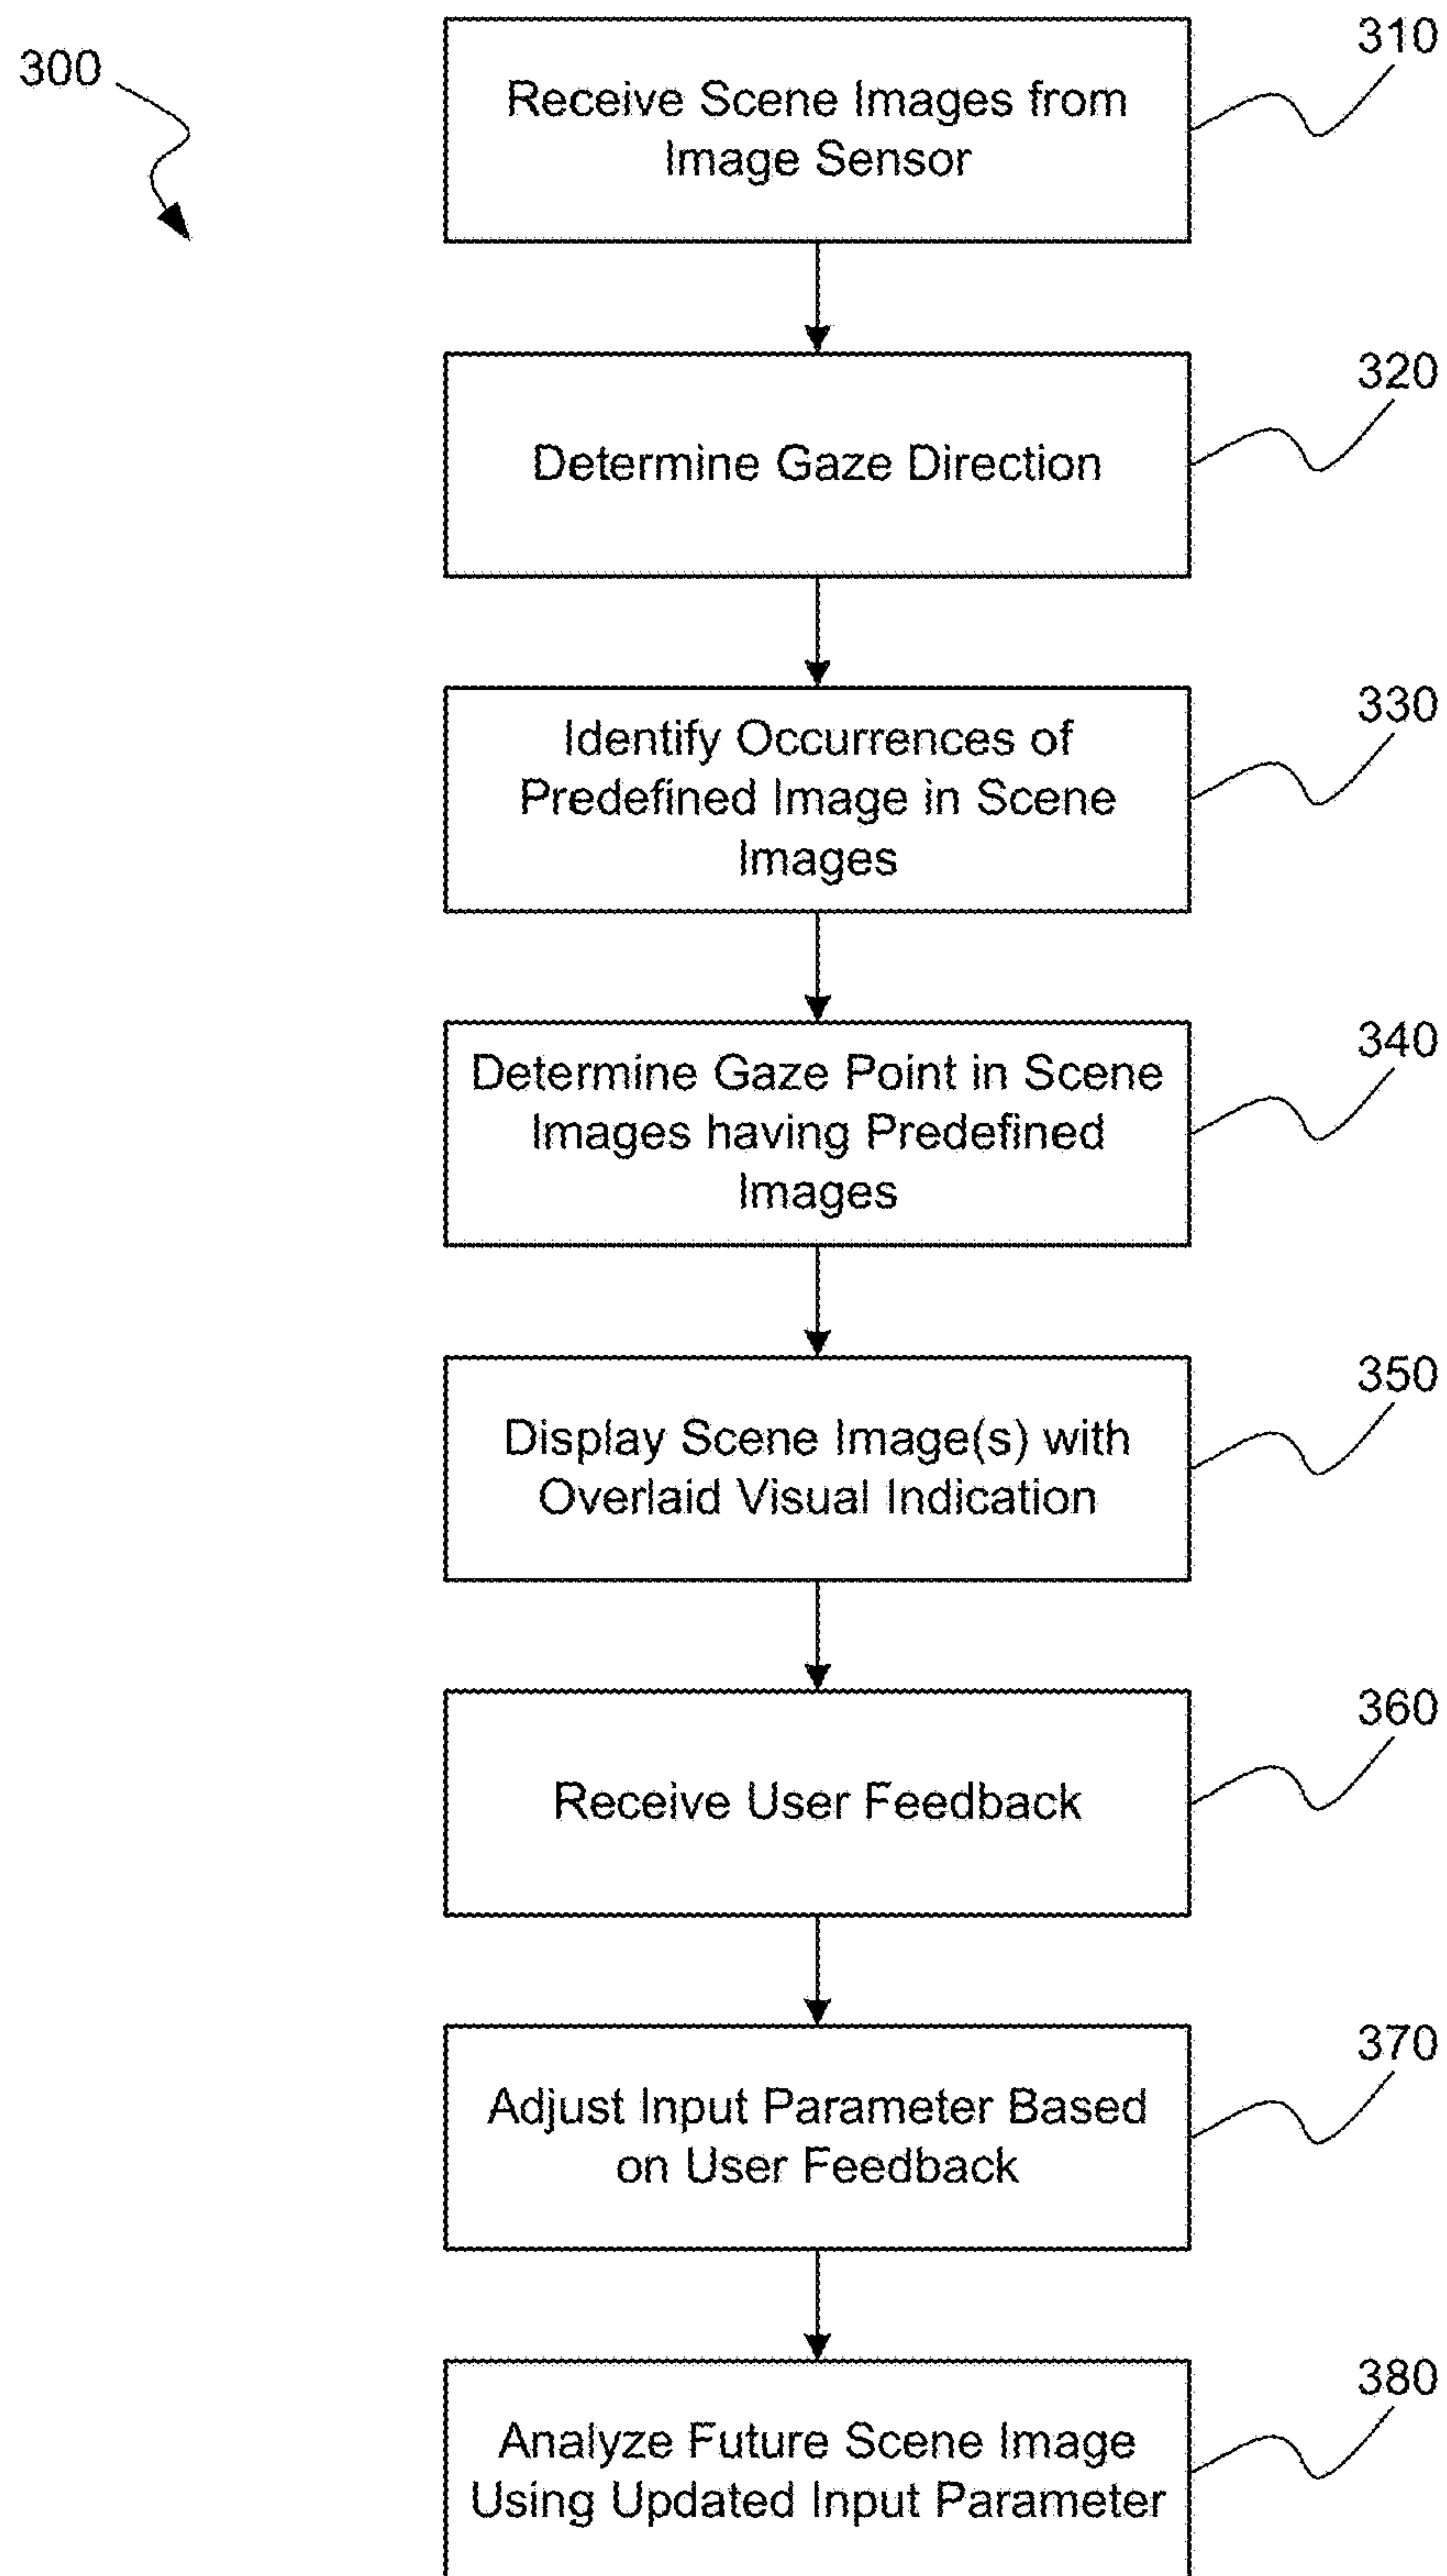 300
310
Receive Scene Images from
Image Sensor
320
Determine Gaze Direction
330
Identify Occurrences of
Predefined Image in Scene
Images
340
Determine Gaze Point in Scene
Images having Predefined
Images
350
Display Scene Image(s) with
Overlaid Visual Indication
360
Receive User Feedback
370
Adjust Input Parameter Based
on User Feedback
380
Analyze Future Scene Image
Using Updated Input Parameter